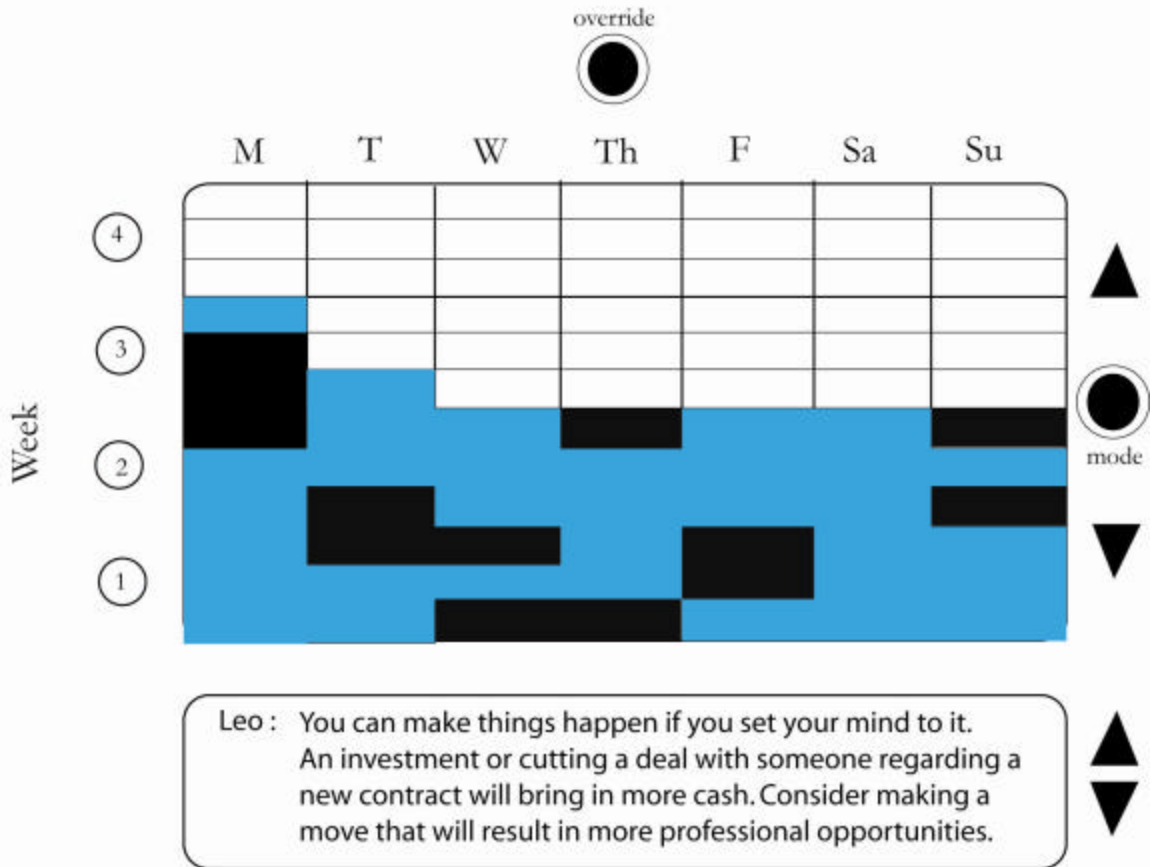 override
M T W Th F Sa Su
4
3
Week
2
mode
1
Leo : You can make things happen if you set your mind to it.
An investment or cutting a deal with someone regarding a
new contract will bring in more cash. Consider making a
move that will result in more professional opportunities.